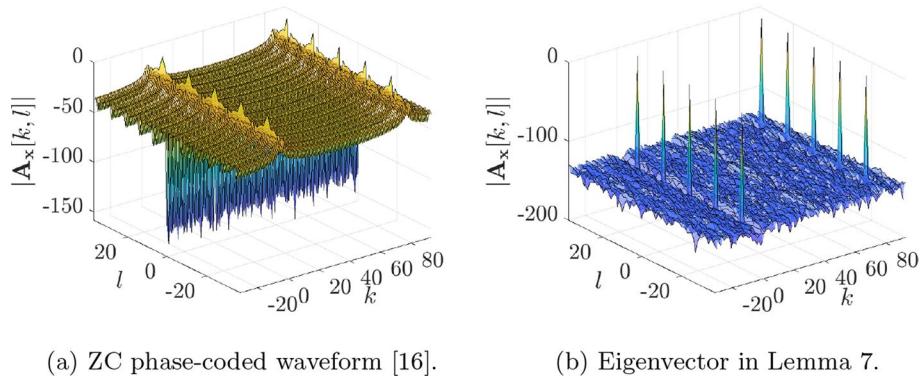 0
-50
-100
-150
|A_x[k, l]|
20
0
-20
l
-20 0 20 40 60 80
k
0
-100
-200
|A_x[k, l]|
20
0
-20
l
-20 0 20 40 60 80
k
(a) ZC phase-coded waveform [16].
(b) Eigenvector in Lemma 7.